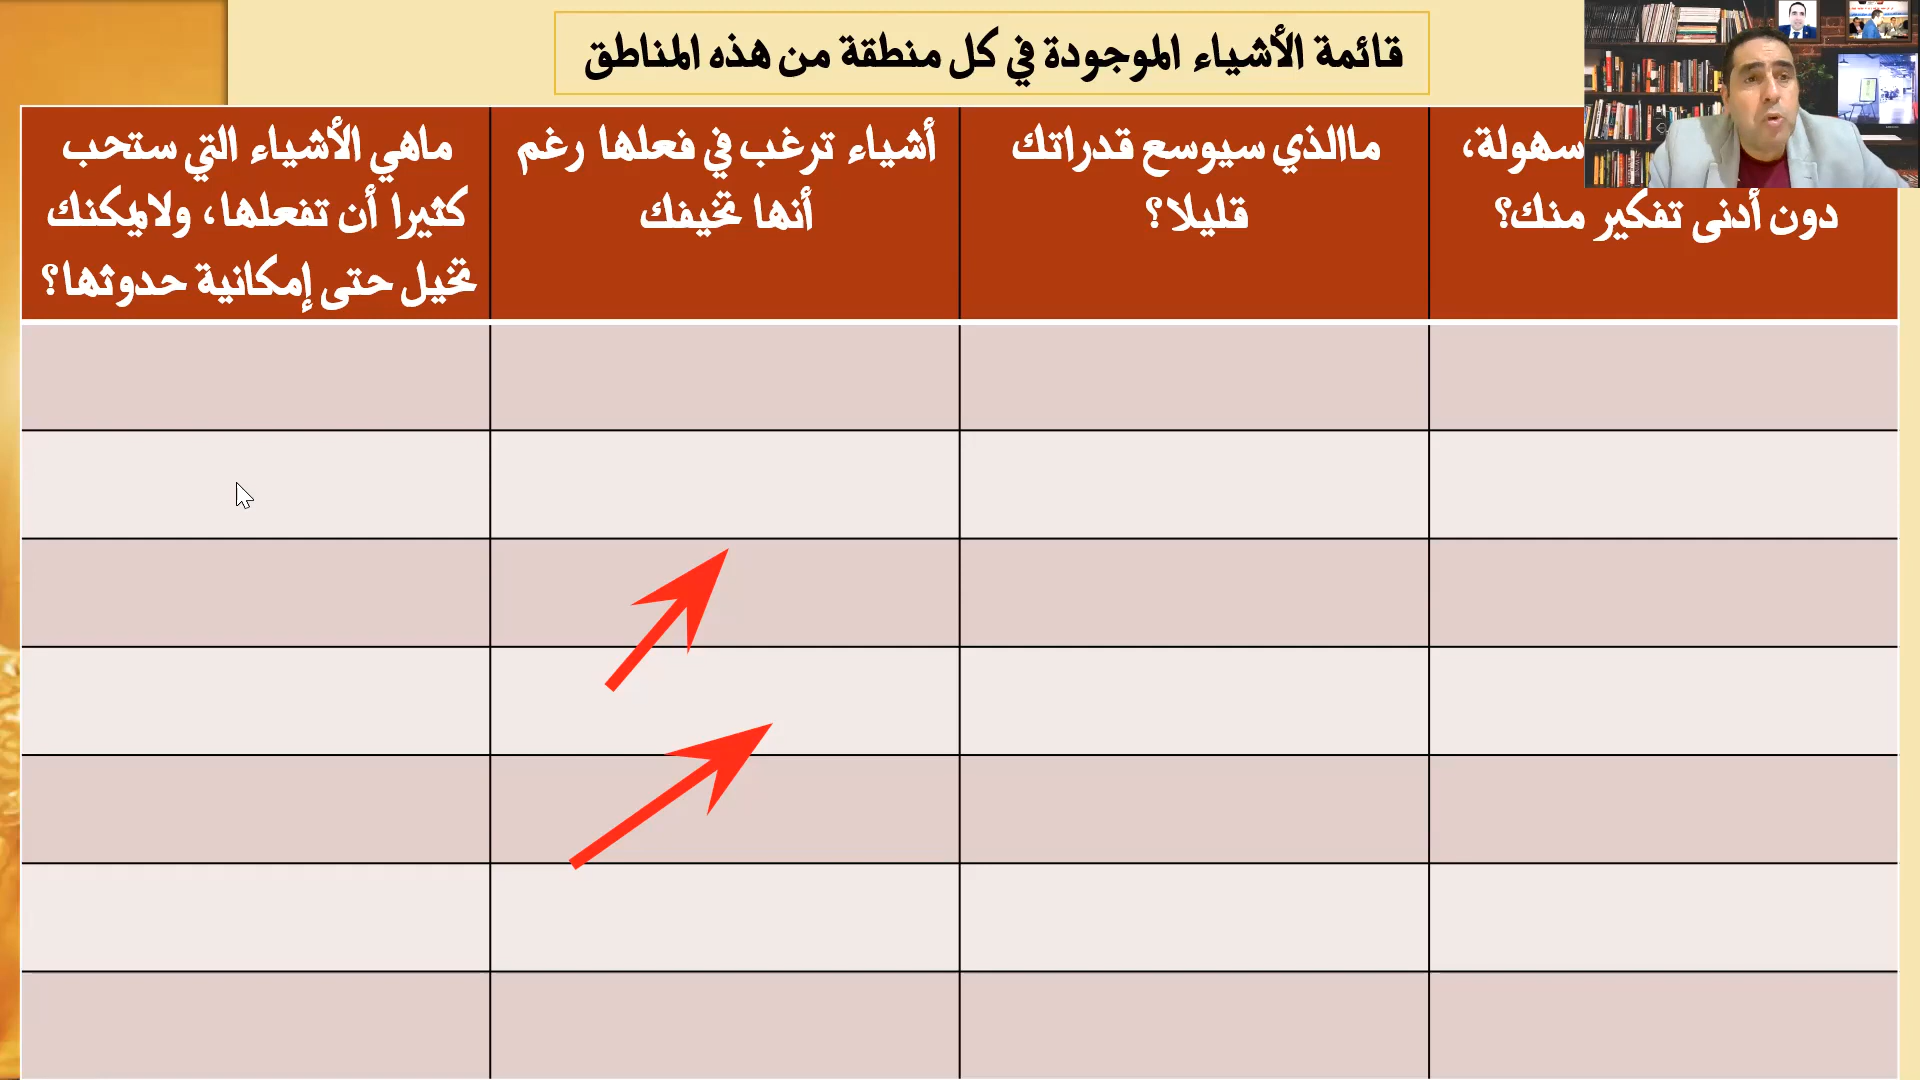 قائمة الأشياء الموجودة في كل منطقة من هذه المناطق
سهولة،
دون أدنى تفكير منك؟
ماالذي سيوسع قدراتك
قليلا؟
أشياء ترغب في فعلها رغم
أنها تخيفك
ماهي الأشياء التي ستحب
كثيرا أن تفعلها، ولايمكنك
تخيل حتى إمكانية حدوثها؟